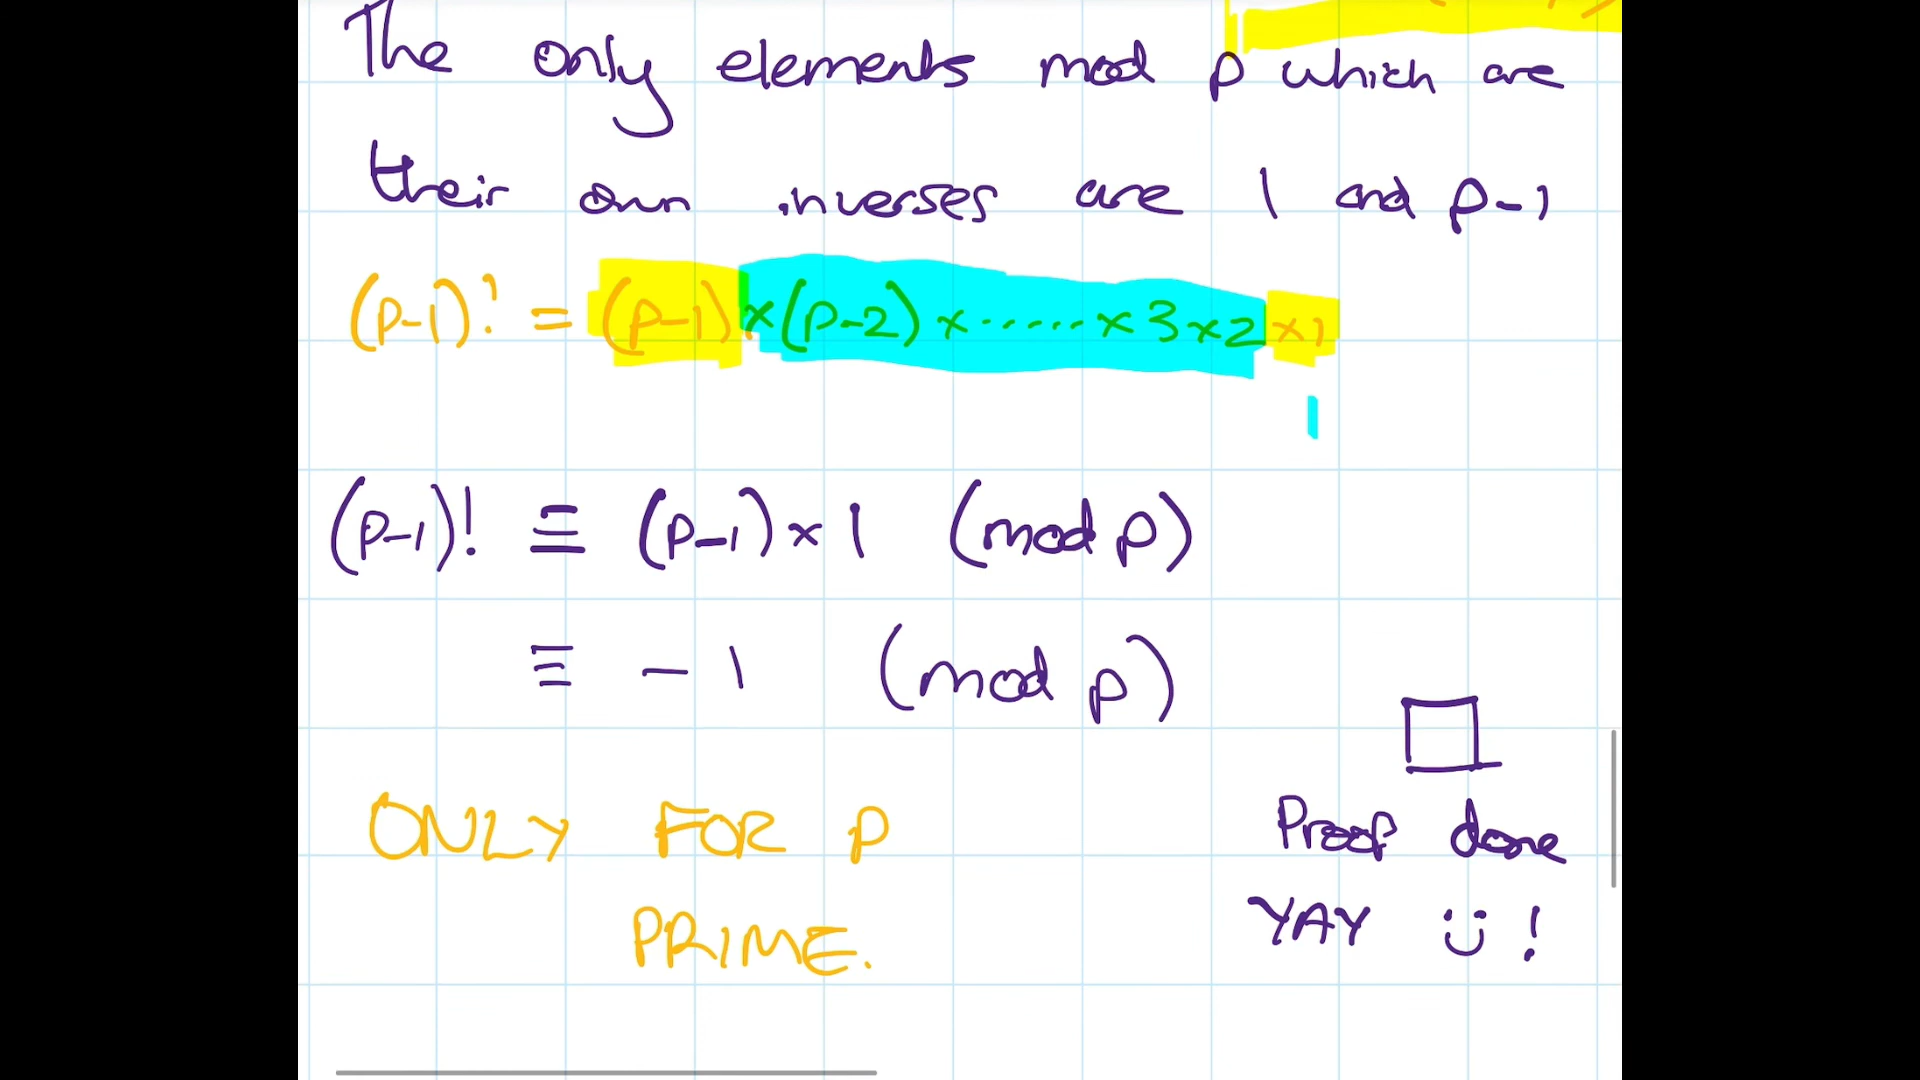 The only elements mod p which are
their own inverses are 1 and p-1
(p-1)! = (p-1)×(p-2)×......×3×2×1
(p-1)! ≡ (p-1)×1 (mod p)
≡ -1 (mod p)
ONLY FOR P
PRIME.
Proof done
YAY !